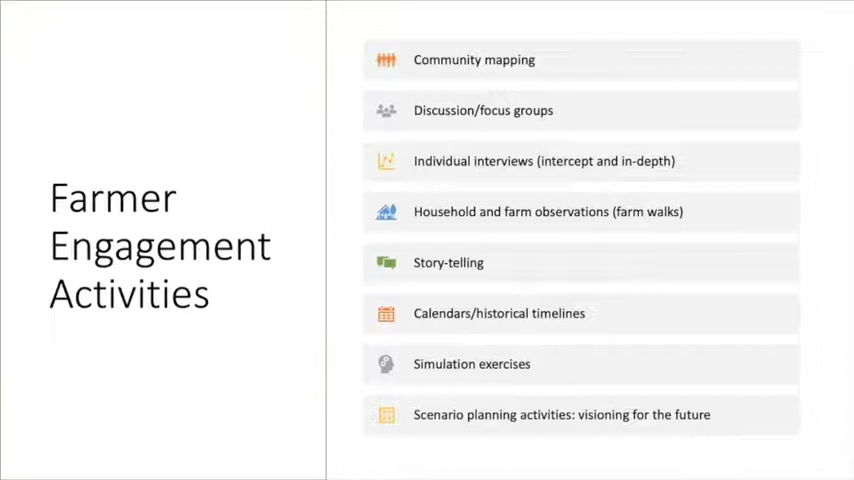 Farmer
Engagement
Activities
Community mapping
Discussion/focus groups
Individual interviews (intercept and in-depth)
Household and farm observations (farm walks)
Story-telling
Calendars/historical timelines
Simulation exercises
Scenario planning activities: visioning for the future